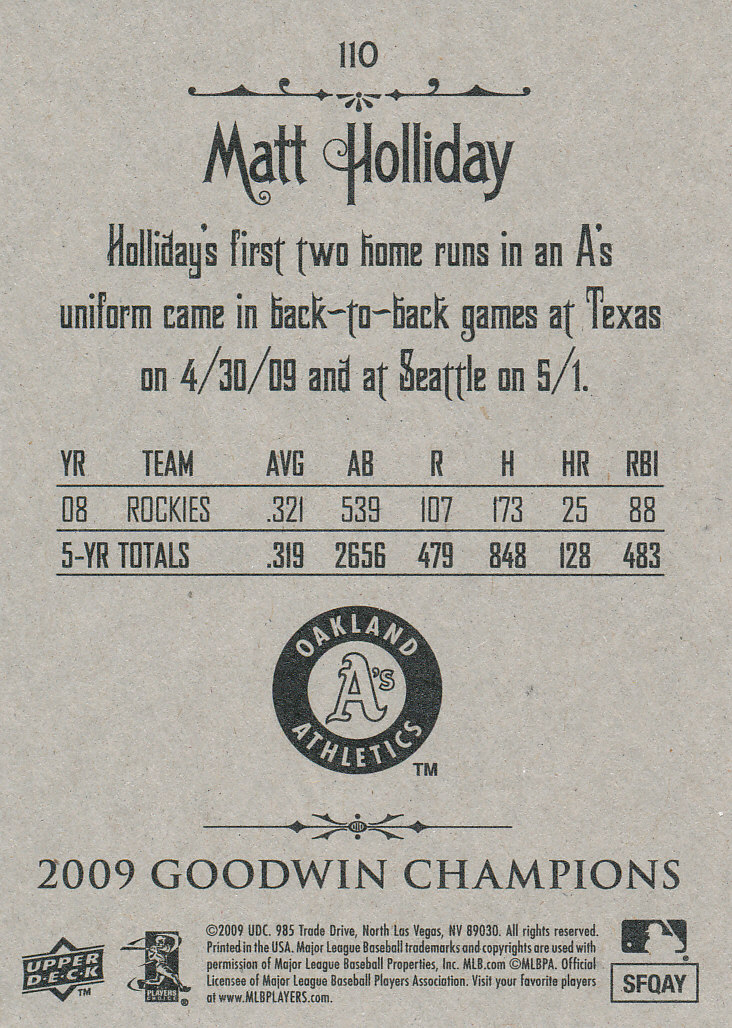 110
Matt Holliday
Holliday's first two home runs in an A's
uniform came in back-to-back games at Texas
on 4/30/09 and at Seattle on 5/1.
YR TEAM AVG AB R H HR RBI
08 ROCKIES .321 539 107 173 25 88
5-YR TOTALS .319 2656 479 848 128 483
OAKLAND
A's
ATHLETICS
TM
2009 GOODWIN CHAMPIONS
UPPER
DECK
TM
PLAYERS
CHOICE
®
©2009 UDC. 985 Trade Drive, North Las Vegas, NV 89030. All rights reserved.
Printed in the USA. Major League Baseball trademarks and copyrights are used with
permission of Major League Baseball Properties, Inc. MLB.com ©MLBPA. Official
Licensee of Major League Baseball Players Association. Visit your favorite players
at www.MLBPLAYERS.com.
SFQAY